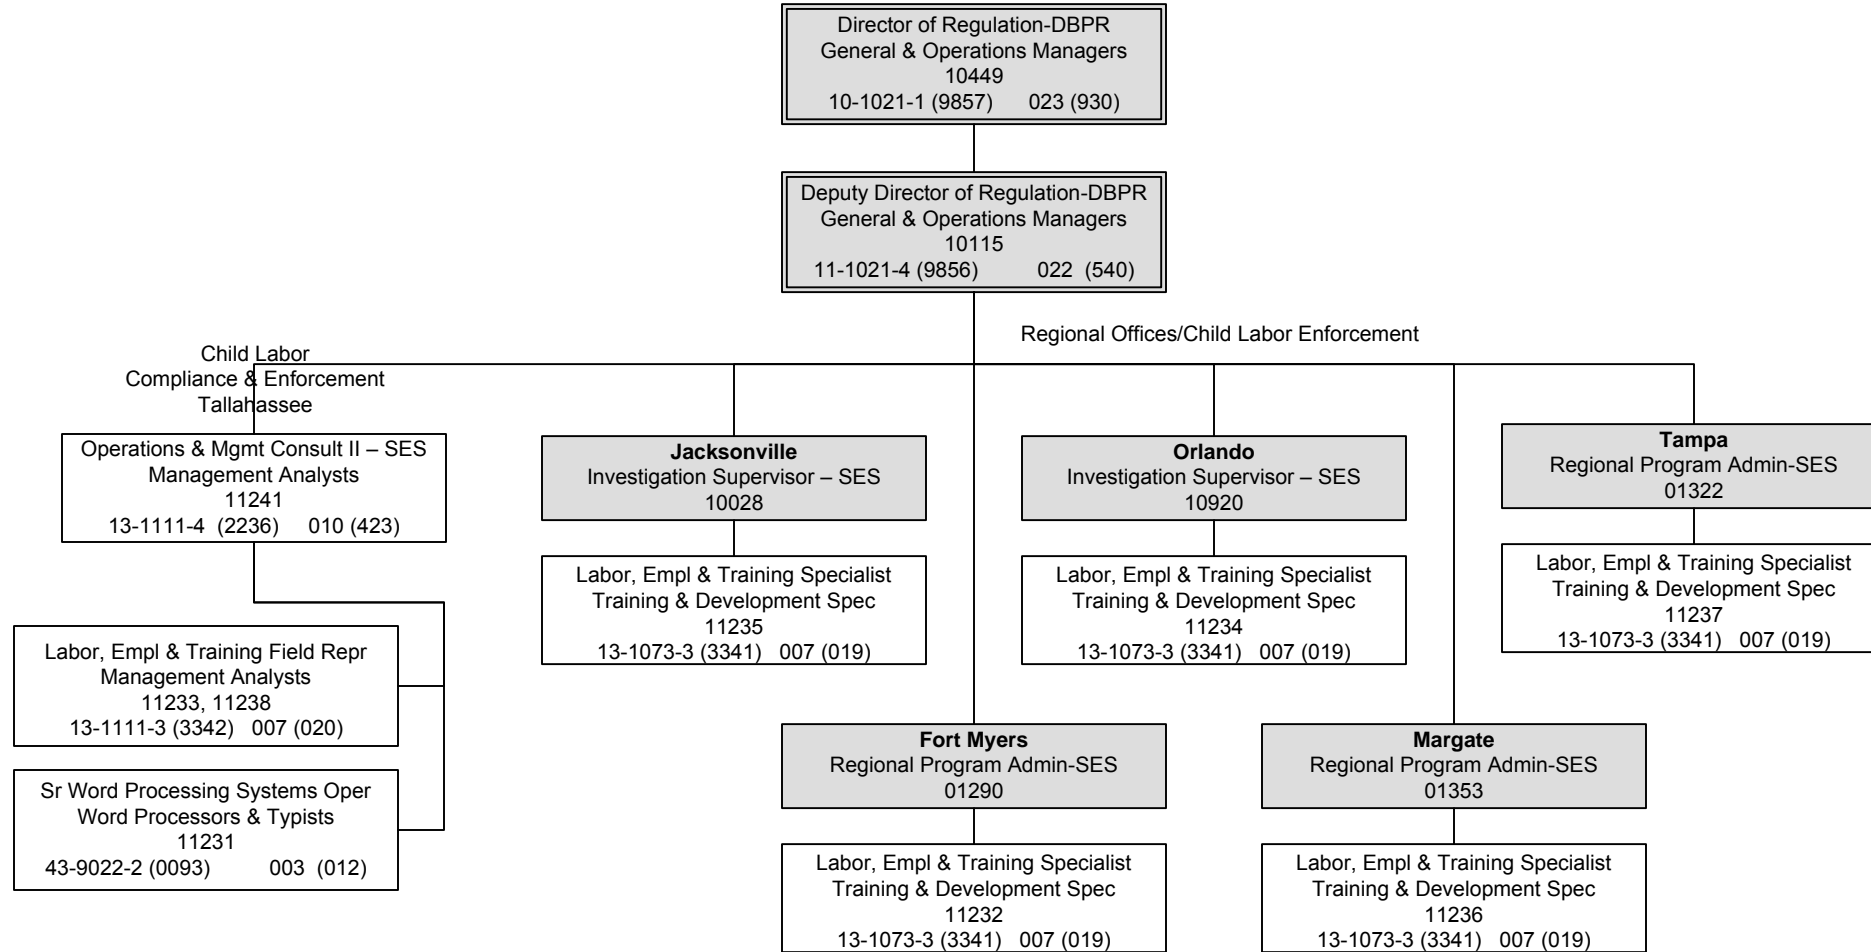 Director of Regulation-DBPR
General & Operations Managers
10449
10-1021-1 (9857) 023 (930)
Deputy Director of Regulation-DBPR
General & Operations Managers
10115
11-1021-4 (9856) 022 (540)
Regional Offices/Child Labor Enforcement
Child Labor
Compliance & Enforcement
Tallahassee
Operations & Mgmt Consult II – SES
Management Analysts
11241
13-1111-4 (2236) 010 (423)
Labor, Empl & Training Field Repr
Management Analysts
11233, 11238
13-1111-3 (3342) 007 (020)
Sr Word Processing Systems Oper
Word Processors & Typists
11231
43-9022-2 (0093) 003 (012)
Jacksonville
Investigation Supervisor – SES
10028
Labor, Empl & Training Specialist
Training & Development Spec
11235
13-1073-3 (3341) 007 (019)
Fort Myers
Regional Program Admin-SES
01290
Labor, Empl & Training Specialist
Training & Development Spec
11232
13-1073-3 (3341) 007 (019)
Orlando
Investigation Supervisor – SES
10920
Labor, Empl & Training Specialist
Training & Development Spec
11234
13-1073-3 (3341) 007 (019)
Margate
Regional Program Admin-SES
01353
Labor, Empl & Training Specialist
Training & Development Spec
11236
13-1073-3 (3341) 007 (019)
Tampa
Regional Program Admin-SES
01322
Labor, Empl & Training Specialist
Training & Development Spec
11237
13-1073-3 (3341) 007 (019)